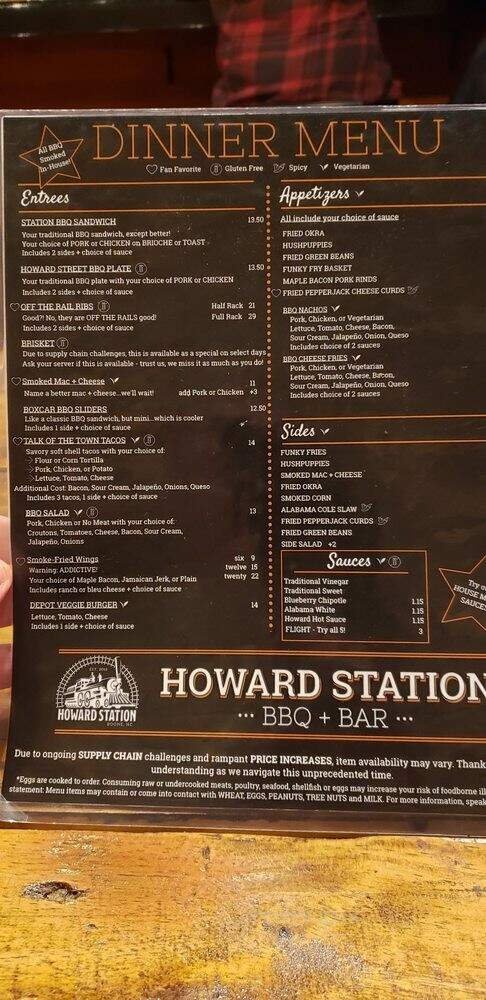 All BBQ
Smoked
In-House!
DINNER MENU
Fan Favorite Gluten Free Spicy Vegetarian
Entrees
STATION BBQ SANDWICH 13.50
Your traditional BBQ sandwich, except better!
Your choice of PORK or CHICKEN on BRIOCHE or TOAST
Includes 2 sides + choice of sauce
HOWARD STREET BBQ PLATE 13.50
Your traditional BBQ plate with your choice of PORK or CHICKEN
Includes 2 sides + choice of sauce
OFF THE RAIL RIBS Half Rack 21
Good?! No, they are OFF THE RAILS good! Full Rack 29
Includes 2 sides + choice of sauce
BRISKET
Due to supply chain challenges, this is available as a special on select days
Ask your server if this is available - trust us, we miss it as much as you do!
Smoked Mac + Cheese 11
Name a better mac + cheese...we'll wait! add Pork or Chicken +3
BOXCAR BBQ SLIDERS 12.50
Like a classic BBQ sandwich, but mini...which is cooler
Includes 1 side + choice of sauce
TALK OF THE TOWN TACOS 14
Savory soft shell tacos with your choice of:
Flour or Corn Tortilla
Pork, Chicken, or Potato
Lettuce, Tomato, Cheese
Additional Cost: Bacon, Sour Cream, Jalapeño, Onions, Queso
Includes 3 tacos, 1 side + choice of sauce
BBQ SALAD 13
Pork, Chicken or No Meat with your choice of:
Croutons, Tomatoes, Cheese, Bacon, Sour Cream,
Jalapeño, Onions
Smoke-Fried Wings six 9
Warning: ADDICTIVE! twelve 15
Your choice of Maple Bacon, Jamaican Jerk, or Plain twenty 22
Includes ranch or bleu cheese + choice of sauce
DEPOT VEGGIE BURGER 14
Lettuce, Tomato, Cheese
Includes 1 side + choice of sauce
Appetizers
All include your choice of sauce
FRIED OKRA
HUSHPUPPIES
FRIED GREEN BEANS
FUNKY FRY BASKET
MAPLE BACON PORK RINDS
FRIED PEPPERJACK CHEESE CURDS
BBQ NACHOS
Pork, Chicken, or Vegetarian
Lettuce, Tomato, Cheese, Bacon,
Sour Cream, Jalapeño, Onion, Queso
Includes choice of 2 sauces
BBQ CHEESE FRIES
Pork, Chicken, or Vegetarian
Lettuce, Tomato, Cheese, Bacon,
Sour Cream, Jalapeño, Onion, Queso
Includes choice of 2 sauces
Sides
FUNKY FRIES
HUSHPUPPIES
SMOKED MAC + CHEESE
FRIED OKRA
SMOKED CORN
ALABAMA COLE SLAW
FRIED PEPPERJACK CURDS
FRIED GREEN BEANS
SIDE SALAD +2
Sauces
Traditional Vinegar
Traditional Sweet
Blueberry Chipotle 1.15
Alabama White 1.15
Howard Hot Sauce 1.15
FLIGHT - Try all 5! 3
Try ou
HOUSE M
SAUCES
EST. 2013
HOWARD STATION
BOONE, NC
HOWARD STATION
BBQ + BAR
Due to ongoing SUPPLY CHAIN challenges and rampant PRICE INCREASES, item availability may vary. Thank
understanding as we navigate this unprecedented time.
*Eggs are cooked to order. Consuming raw or undercooked meats, poultry, seafood, shellfish or eggs may increase your risk of foodborne ill
statement: Menu items may contain or come into contact with WHEAT, EGGS, PEANUTS, TREE NUTS and MILK. For more information, speak